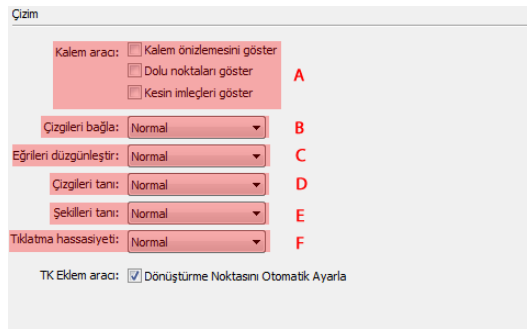 Çizim
Kalem aracı: Kalem önizlemesini göster
Dolu noktaları göster
Kesin imleçleri göster
A
Çizgileri bağla: Normal B
Eğrileri düzgünleştir: Normal C
Çizgileri tanı: Normal D
Şekilleri tanı: Normal E
Tıklatma hassasiyeti: Normal F
TK Eklem aracı: Dönüştürme Noktasını Otomatik Ayarla